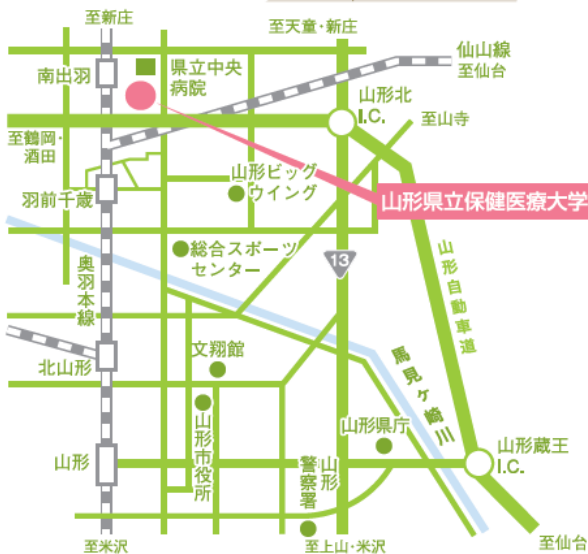 至新庄
至天童・新庄
仙山線
至仙台
南出羽
県立中央
病院
山形北
I.C.
至山寺
至鶴岡・
酒田
山形ビッグ
ウイング
山形県立保健医療大学
羽前千歳
総合スポーツ
センター
13
奥羽本線
山形自動車道
馬見ヶ崎川
文翔館
北山形
山形市役所
山形県庁
山形蔵王
I.C.
山形
山形
警察署
至米沢
至上山・米沢
至仙台